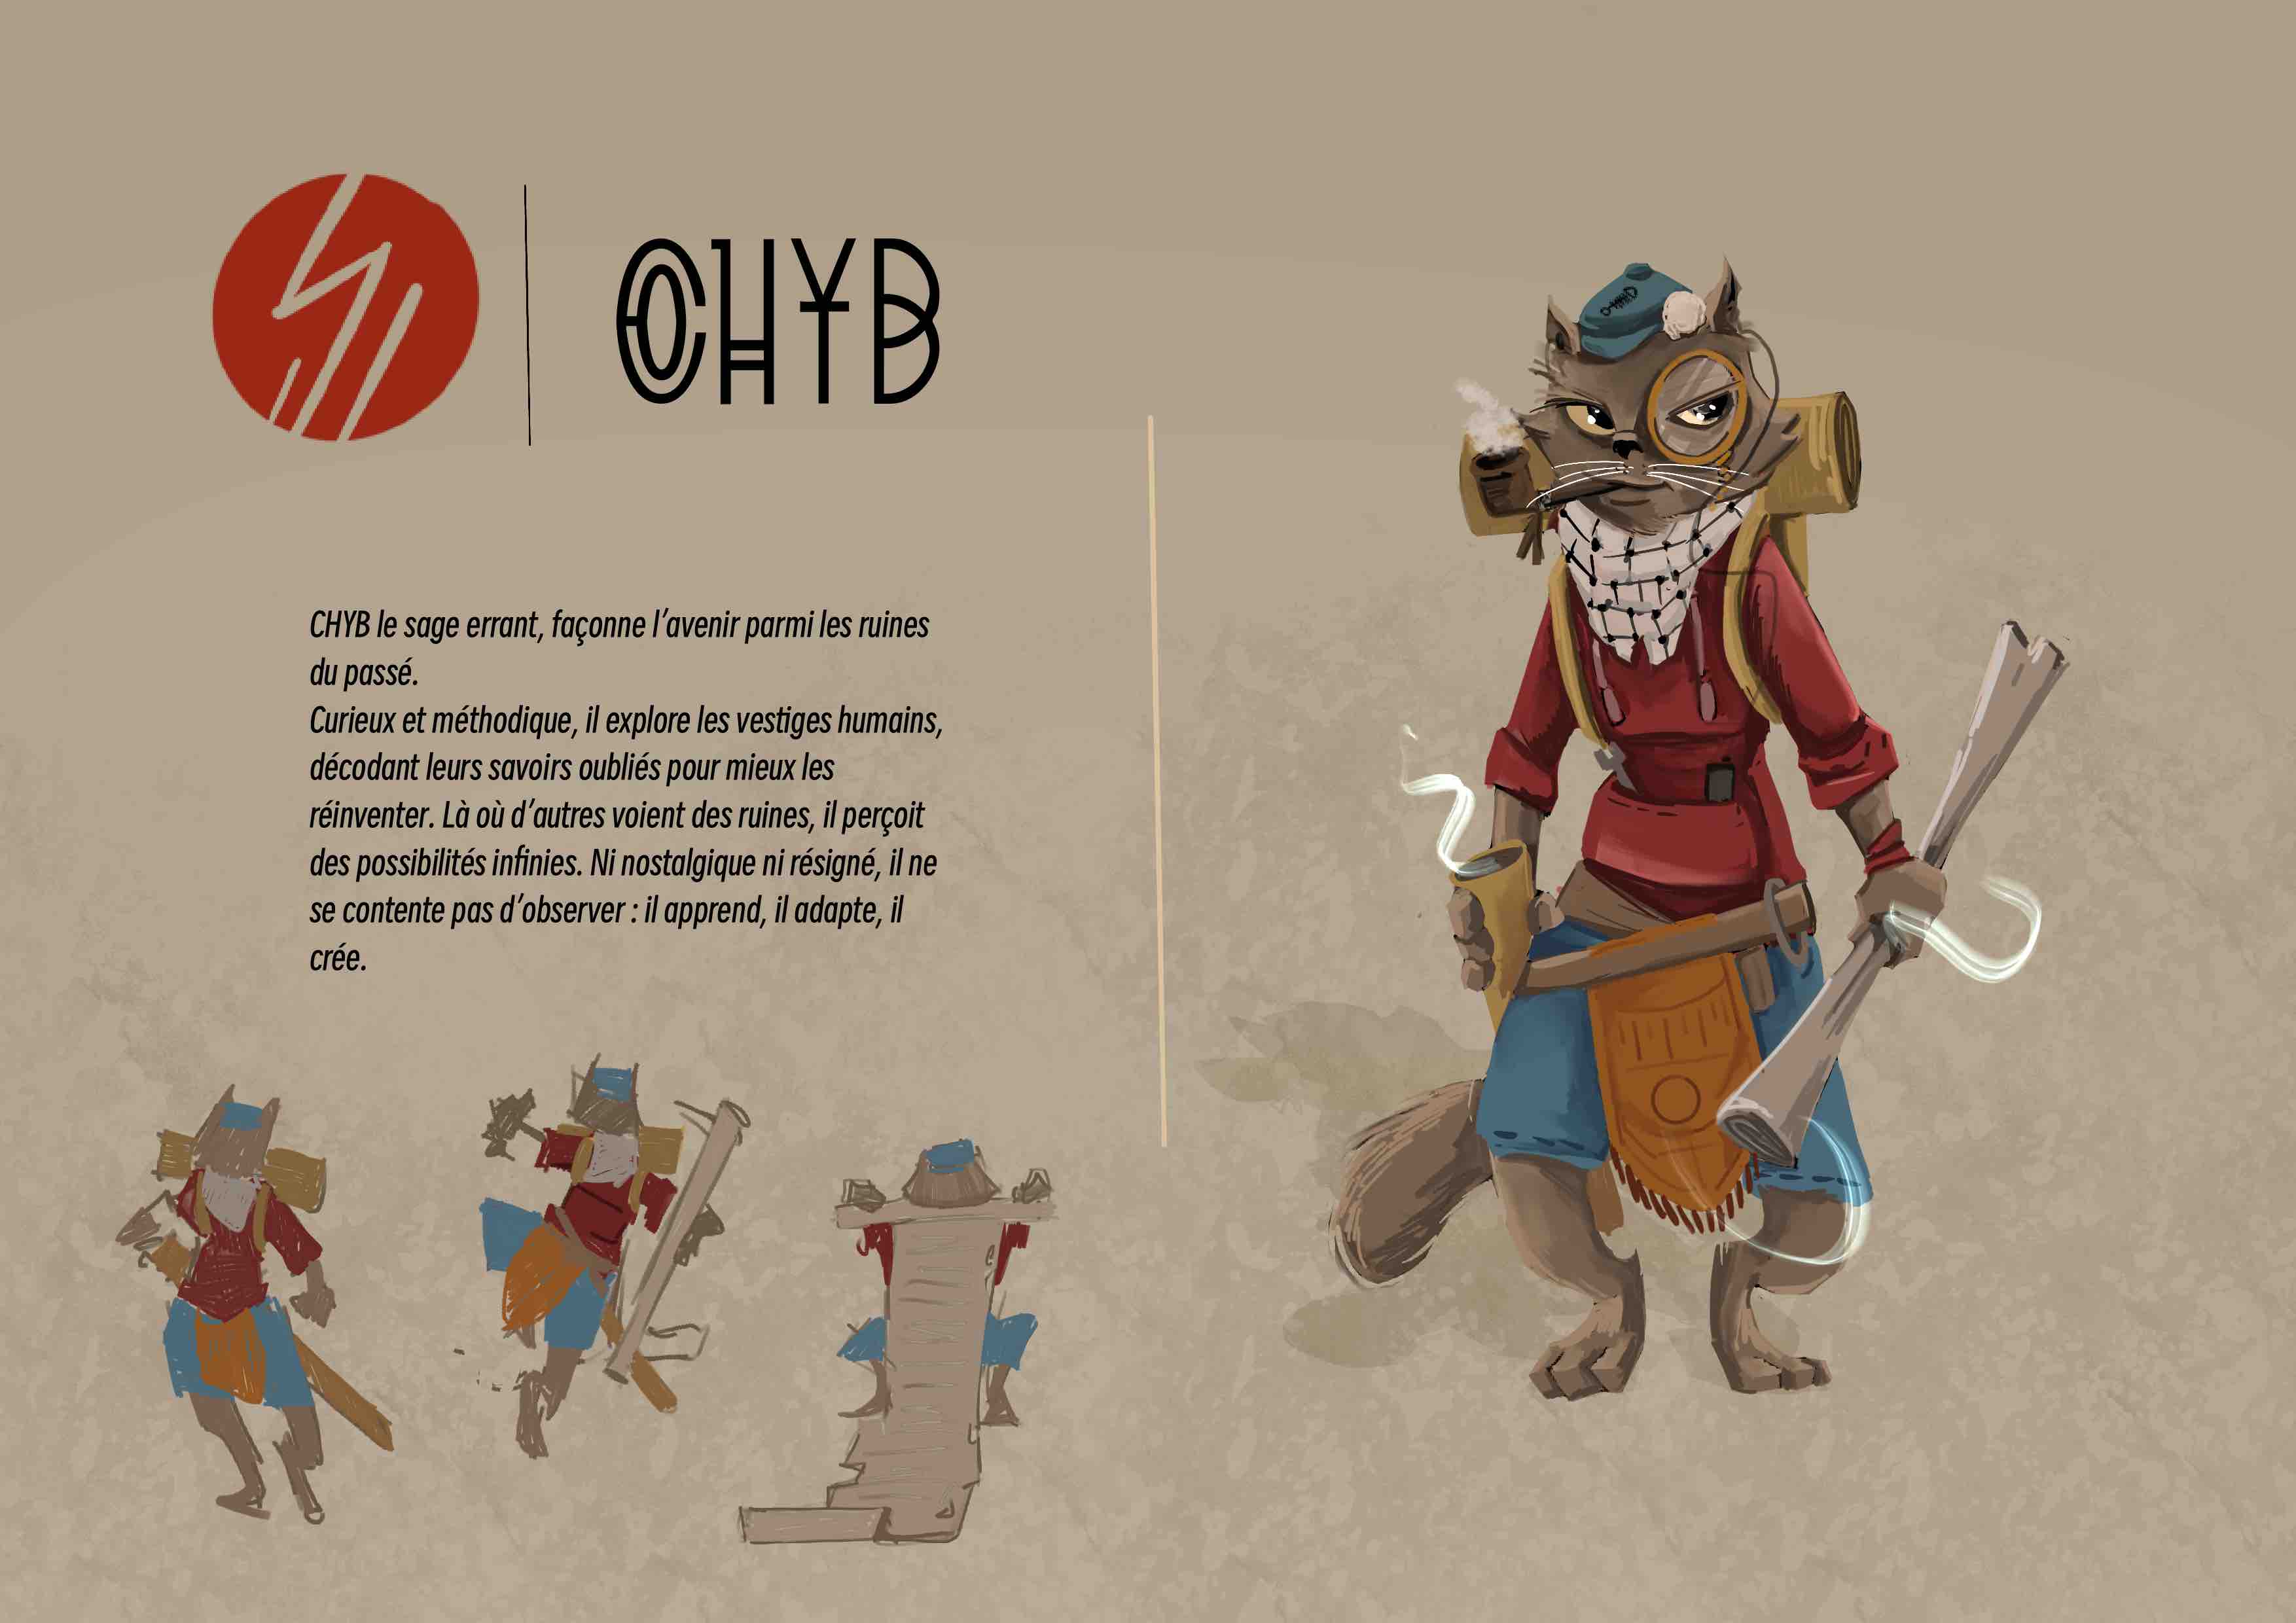 CHYB
CHYB le sage errant, façonne l'avenir parmi les ruines
du passé.
Curieux et méthodique, il explore les vestiges humains,
décodant leurs savoirs oubliés pour mieux les
réinventer. Là où d'autres voient des ruines, il perçoit
des possibilités infinies. Ni nostalgique ni résigné, il ne
se contente pas d'observer : il apprend, il adapte, il
crée.